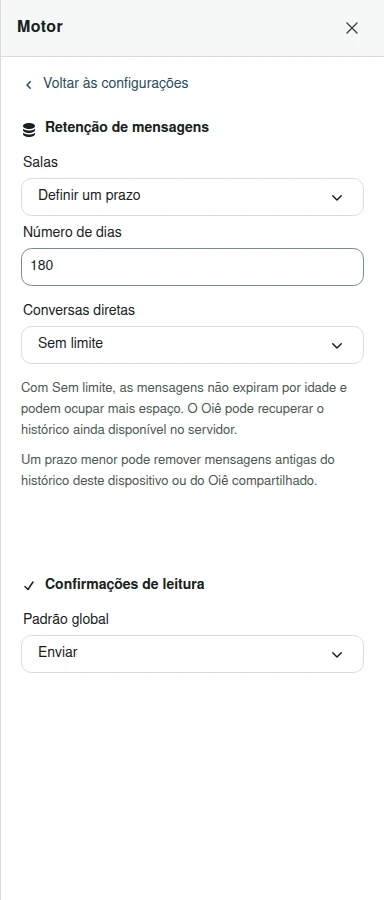 Motor
Voltar às configurações
Retenção de mensagens
Salas
Definir um prazo
Número de dias
180
Conversas diretas
Sem limite
Com Sem limite, as mensagens não expiram por idade e
podem ocupar mais espaço. O Oiê pode recuperar o
histórico ainda disponível no servidor.
Um prazo menor pode remover mensagens antigas do
histórico deste dispositivo ou do Oiê compartilhado.
Confirmações de leitura
Padrão global
Enviar